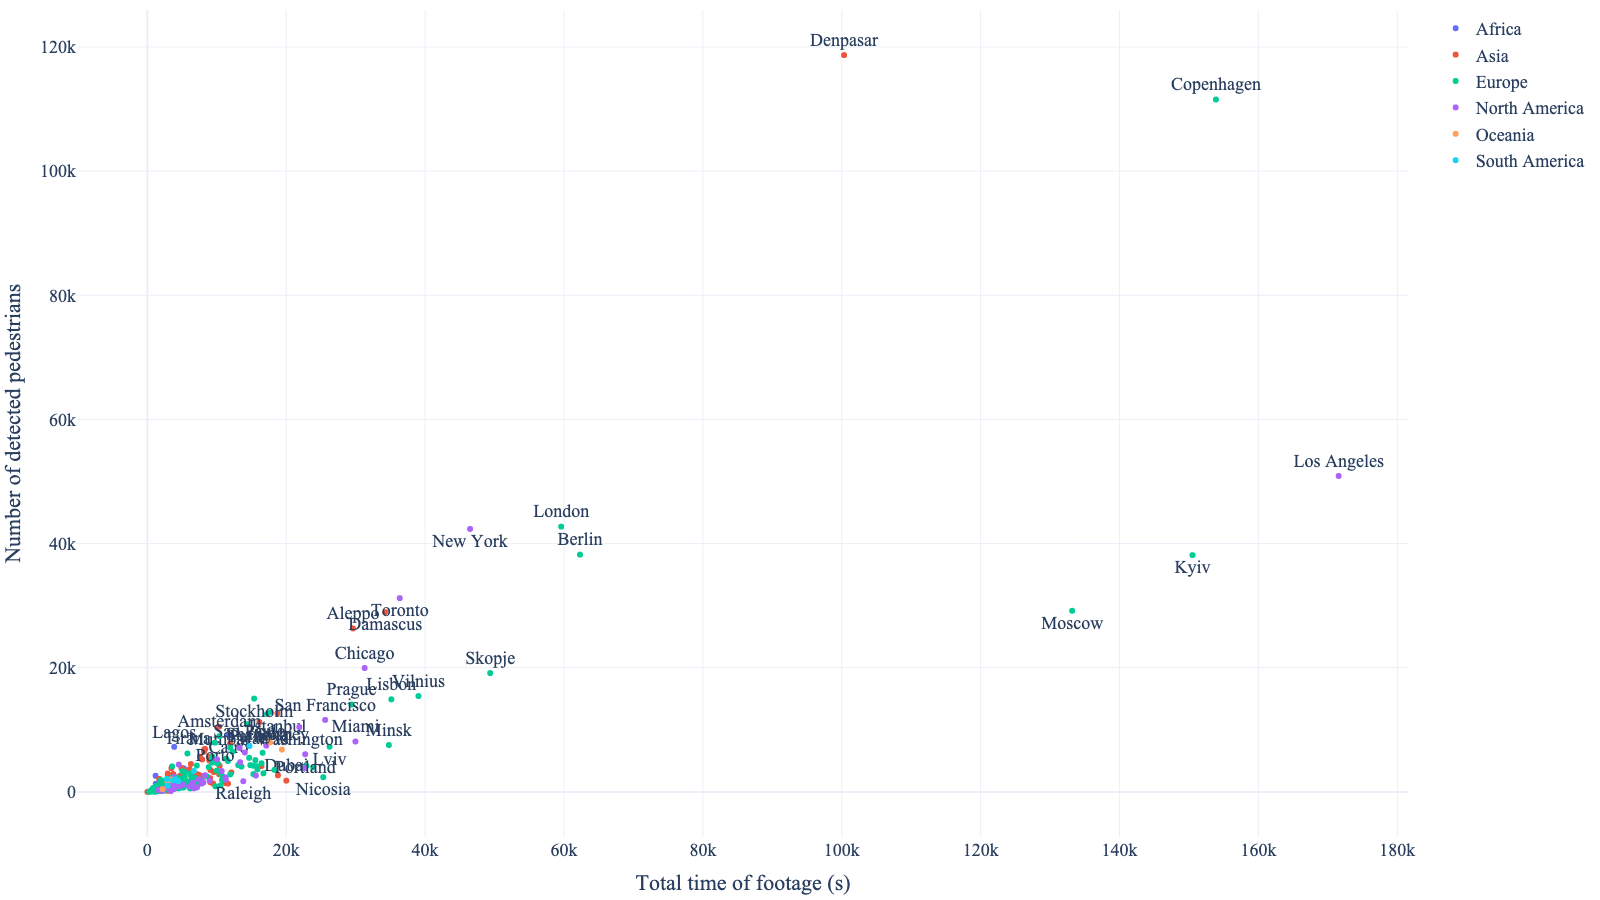 120k
100k
80k
60k
40k
20k
0
Number of detected pedestrians
Denpasar
Copenhagen
Los Angeles
London
New York
Berlin
Kyiv
Moscow
Aleppo
Toronto
Damascus
Chicago
Skopje
Vilnius
Lisbon
Prague
San Francisco
Stockholm
Amsterdam
Istanbul
Miami
Minsk
Lagos
Porto
Lviv
Dubai
Portland
Nicosia
Raleigh
0
20k
40k
60k
80k
100k
120k
140k
160k
180k
Total time of footage (s)
Africa
Asia
Europe
North America
Oceania
South America